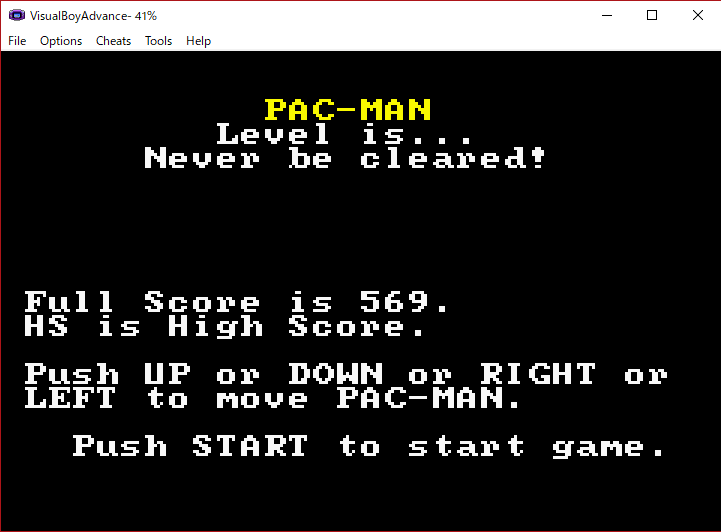 VisualBoyAdvance- 41%
File Options Cheats Tools Help
PAC-MAN
Level is...
Never be cleared!
Full Score is 569.
HS is High Score.
Push UP or DOWN or RIGHT or
LEFT to move PAC-MAN.
Push START to start game.